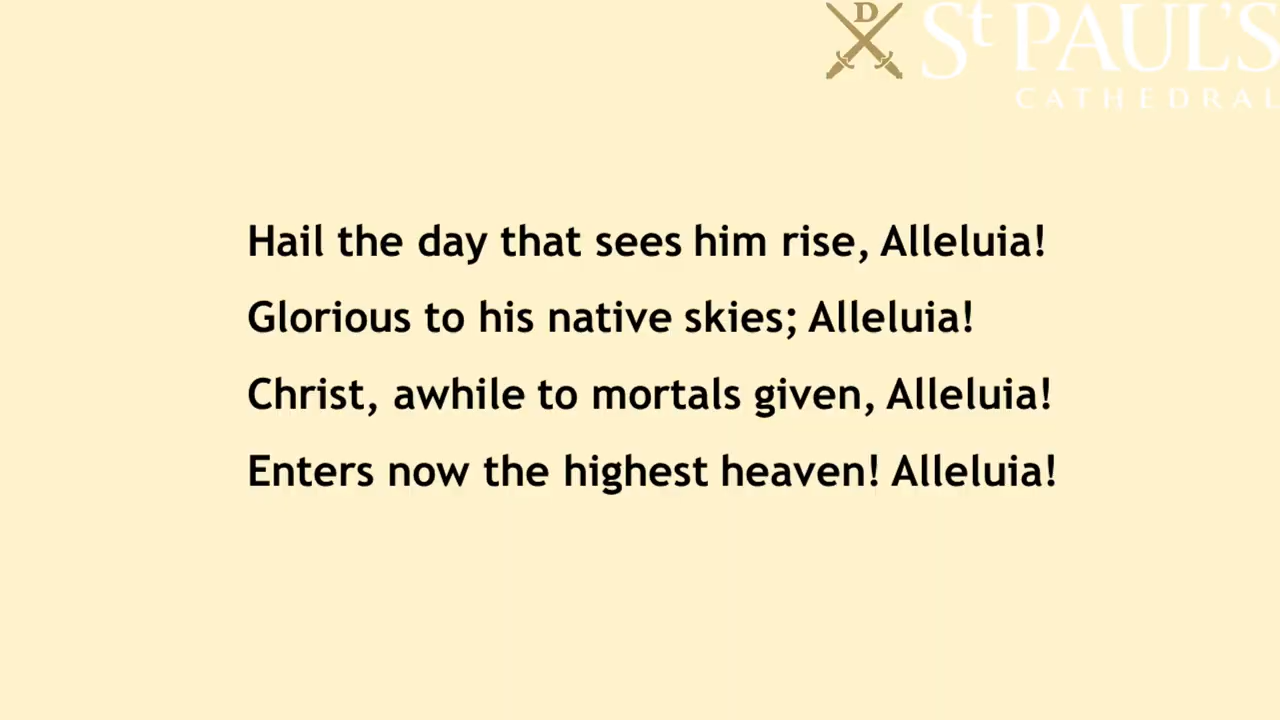 D
St PAUL'S
CATHEDRAL
Hail the day that sees him rise, Alleluia!
Glorious to his native skies; Alleluia!
Christ, awhile to mortals given, Alleluia!
Enters now the highest heaven! Alleluia!